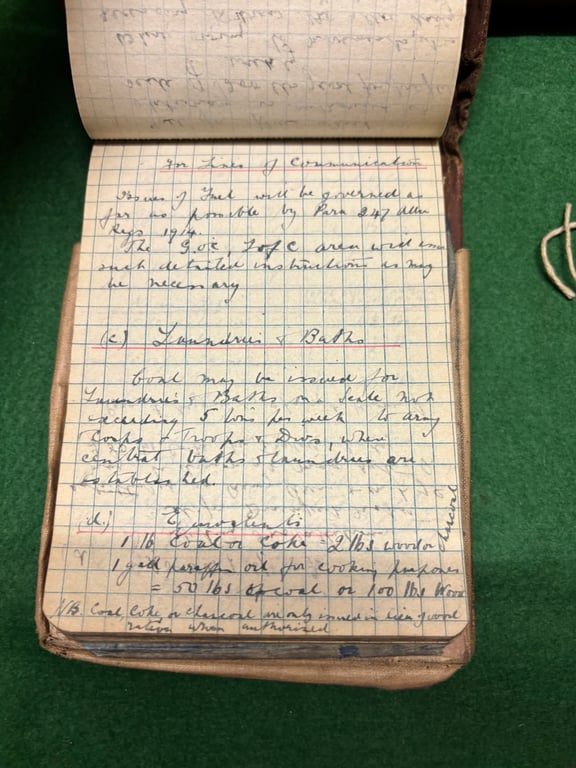 For Lines of Communication
Issues of Fuel will be governed as
far as possible by Para 247 Allce
Regs 1914.
The G.O.C, L of C area will issue
such detailed instructions as may
be necessary
(c) Laundries & Baths
Coal may be issued for
Laundries & Baths on a scale not
exceeding 5 tons per week to army
Corps + Troops & Divs, where
central baths & laundries are
established.
(d) Equivalents
1 lb Coal or Coke = 2 lbs wood or charcoal
1 gall paraffin oil for cooking purposes
= 50 lbs coal or 100 lbs Wood
N.B. Coal, Coke or charcoal are only issued in lieu of wood
ration when authorised.